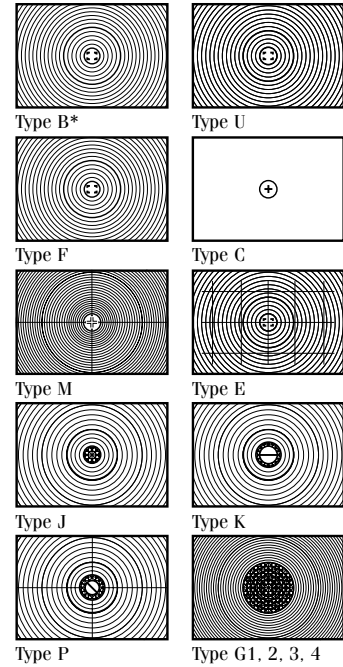 Type B*
Type U
Type F
Type C
Type M
Type E
Type J
Type K
Type P
Type G1, 2, 3, 4